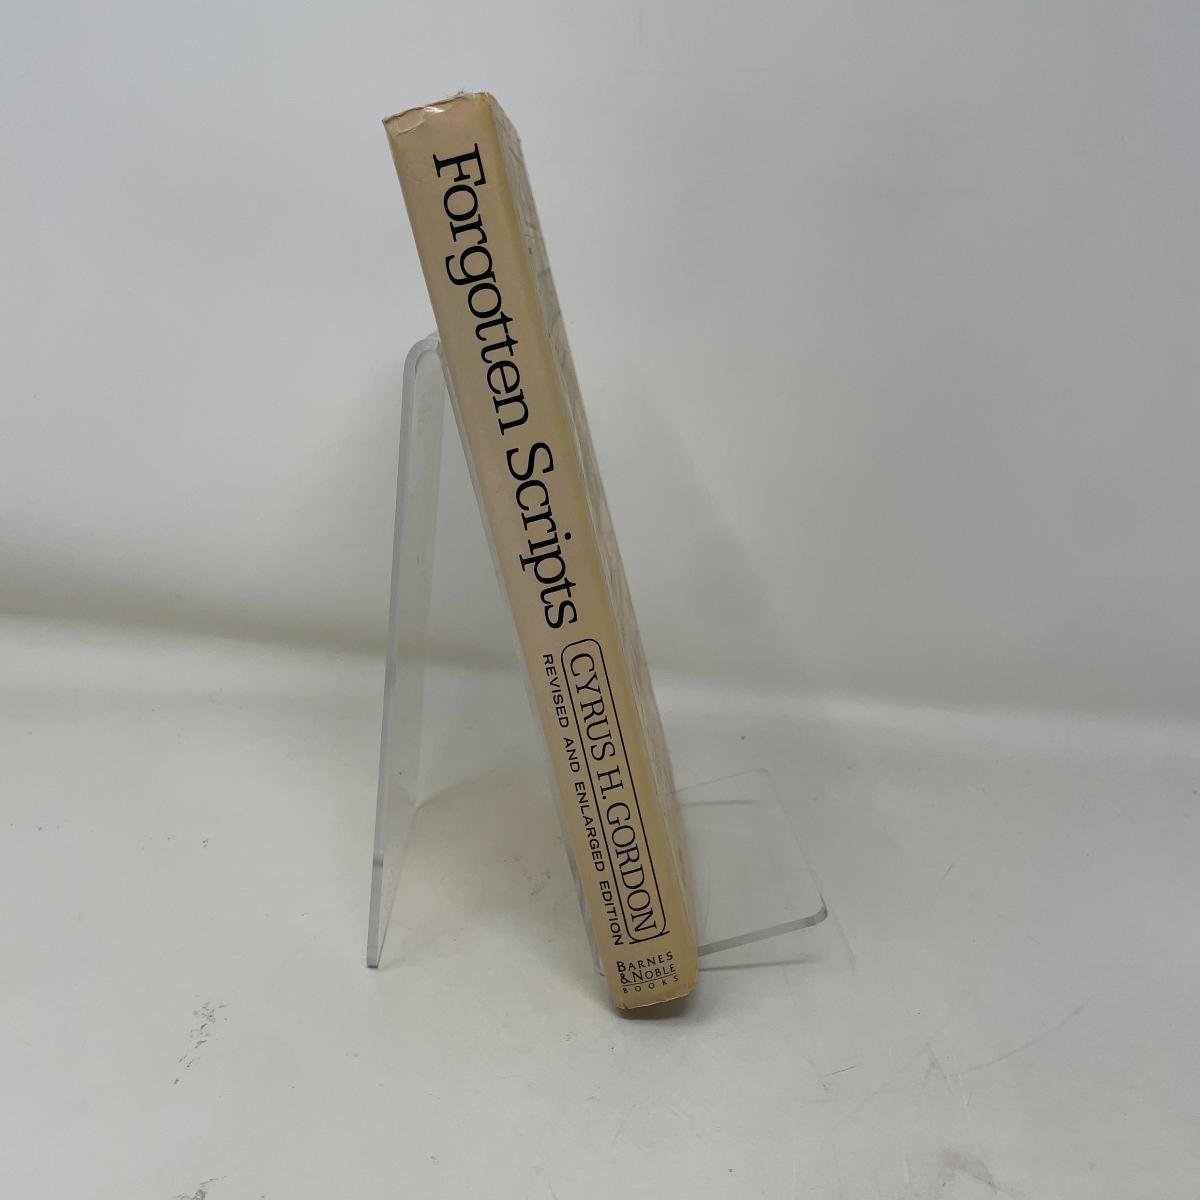 Forgotten Scripts
CYRUS H. GORDON
REVISED AND ENLARGED EDITION
BARNES
& NOBLE
BOOKS